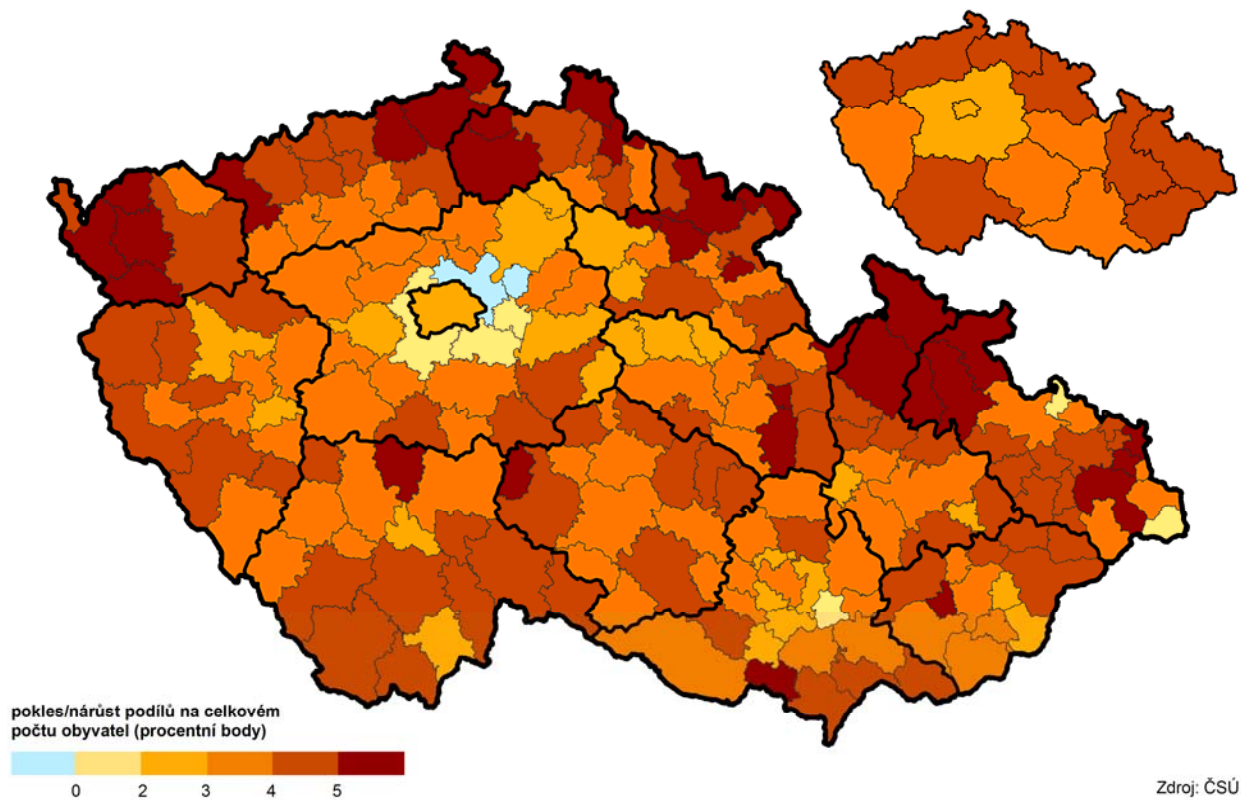 pokles/nárůst podílů na celkovém
počtu obyvatel (procentní body)
0 2 3 4 5
Zdroj: ČSÚ